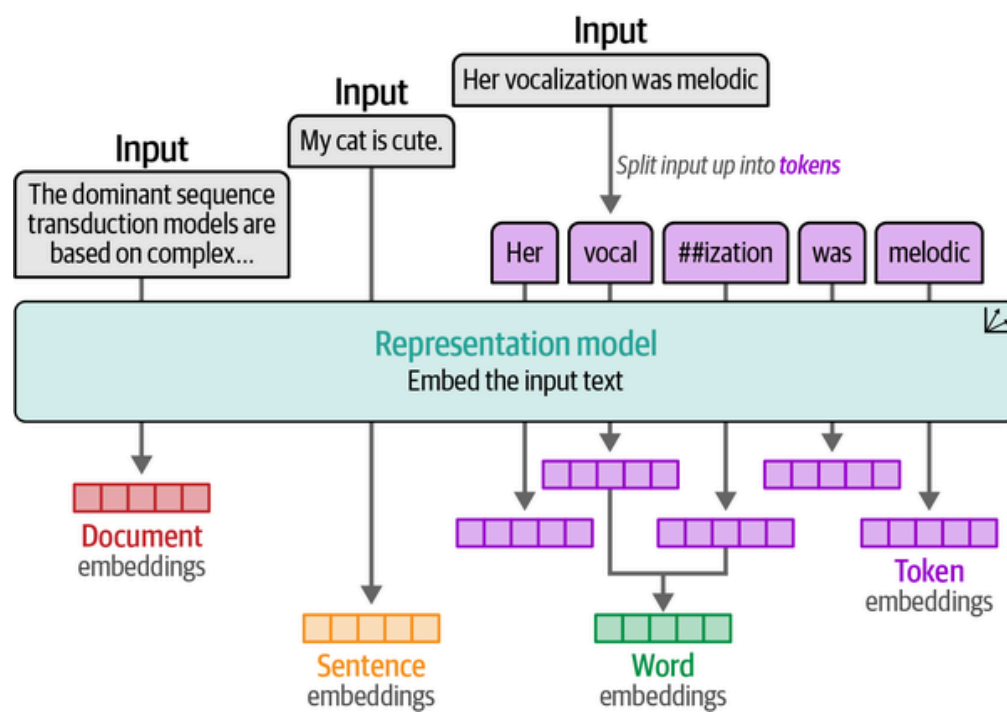 Input
The dominant sequence
transduction models are
based on complex...
Input
My cat is cute.
Input
Her vocalization was melodic
Split input up into tokens
Her
vocal
##ization
was
melodic
Representation model
Embed the input text
Document
embeddings
Sentence
embeddings
Word
embeddings
Token
embeddings